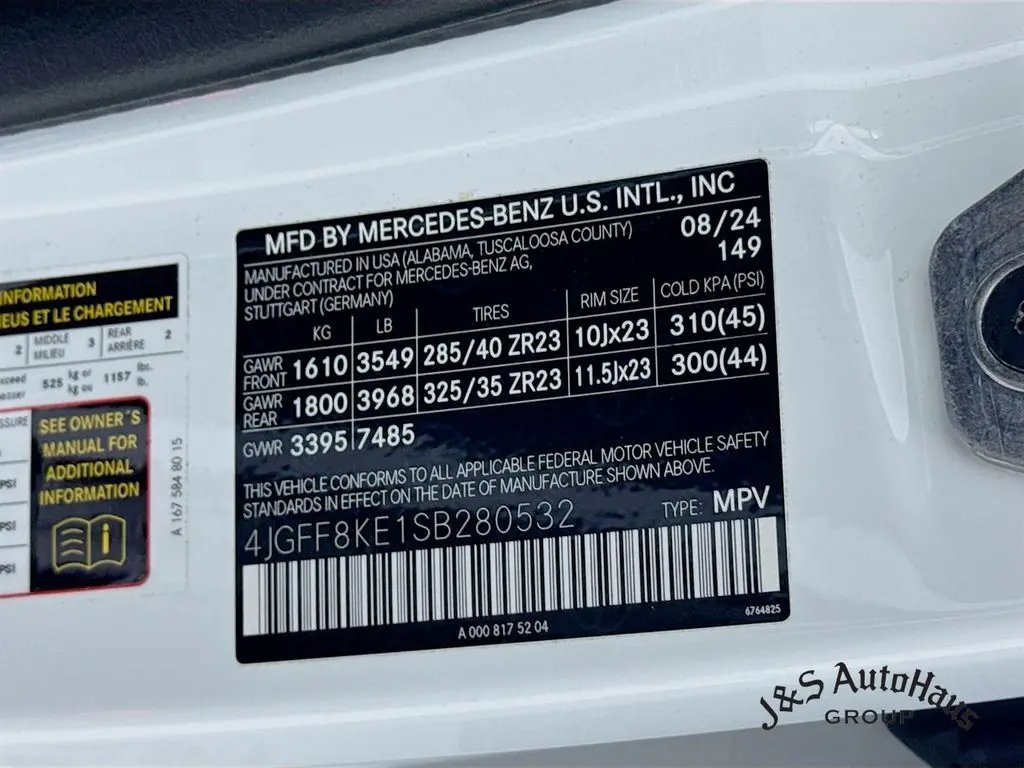 INFORMATION
NEUS ET LE CHARGEMENT
2 MIDDLE MILIEU 3 REAR ARRIÈRE 2
525 kg or kg ou 1157 lbs. lb.
SEE OWNER'S
MANUAL FOR
ADDITIONAL
INFORMATION
PSI
PSI
PSI
A 167 584 80 15
MFD BY MERCEDES-BENZ U.S. INTL., INC
MANUFACTURED IN USA (ALABAMA, TUSCALOOSA COUNTY) 08/24
UNDER CONTRACT FOR MERCEDES-BENZ AG, 149
STUTTGART (GERMANY)
KG LB TIRES RIM SIZE COLD KPA (PSI)
GAWR FRONT 1610 3549 285/40 ZR23 10Jx23 310(45)
GAWR REAR 1800 3968 325/35 ZR23 11.5Jx23 300(44)
GVWR 3395 7485
THIS VEHICLE CONFORMS TO ALL APPLICABLE FEDERAL MOTOR VEHICLE SAFETY
STANDARDS IN EFFECT ON THE DATE OF MANUFACTURE SHOWN ABOVE.
4JGFF8KE1SB280532 TYPE: MPV
6764825
A 000 817 52 04
J&S AutoHaus
GROUP